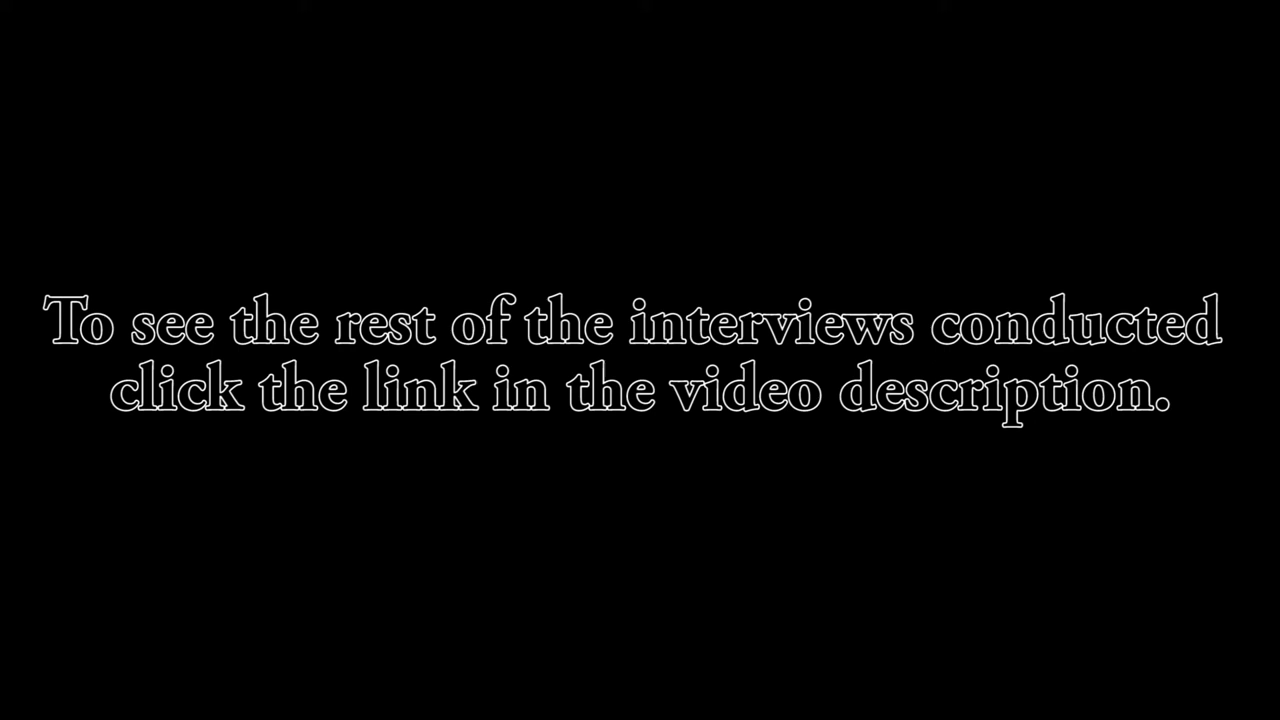 To see the rest of the interviews conducted
click the link in the video description.